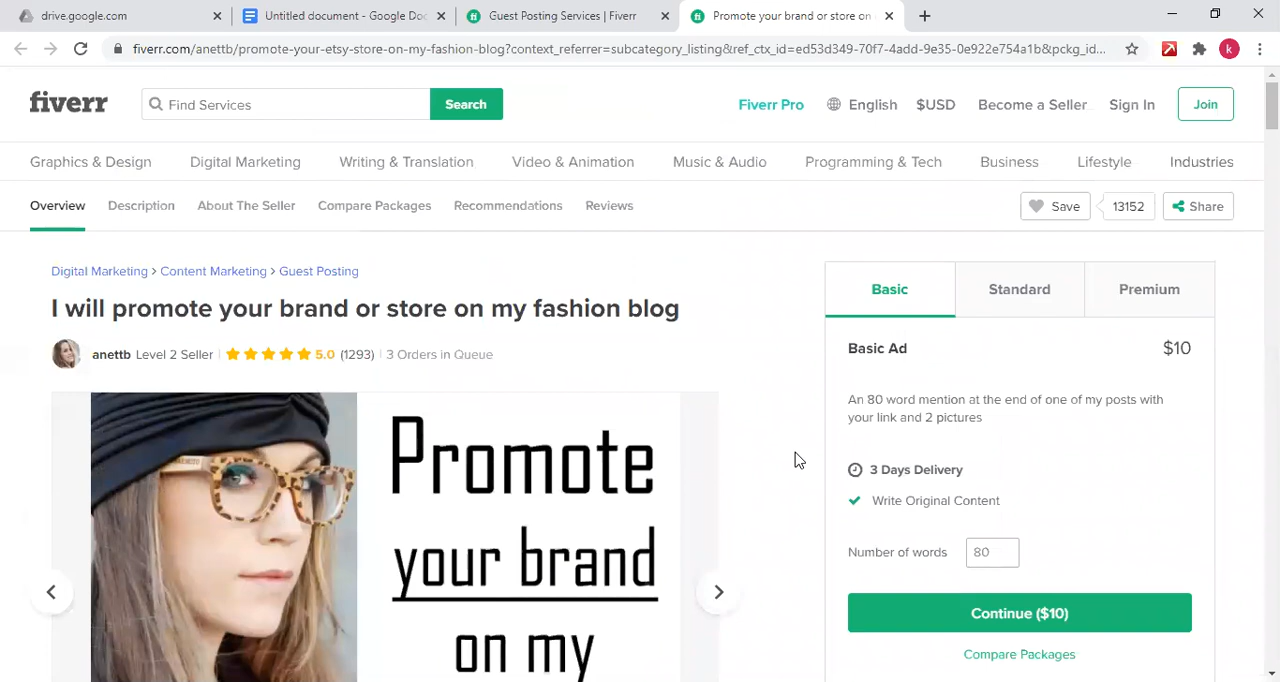 drive.google.com
Untitled document - Google Doc
Guest Posting Services | Fiverr
Promote your brand or store on
fiverr.com/anettb/promote-your-etsy-store-on-my-fashion-blog?context_referrer=subcategory_listing&ref_ctx_id=ed53d349-70f7-4add-9e35-0e922e754a1b&pckg_id...
k
fiverr
Find Services
Search
Fiverr Pro
English
$USD
Become a Seller
Sign In
Join
Graphics & Design
Digital Marketing
Writing & Translation
Video & Animation
Music & Audio
Programming & Tech
Business
Lifestyle
Industries
Overview
Description
About The Seller
Compare Packages
Recommendations
Reviews
Save
13152
Share
Digital Marketing > Content Marketing > Guest Posting
I will promote your brand or store on my fashion blog
anettb Level 2 Seller | 5.0 (1293) | 3 Orders in Queue
Promote
your brand
on my
Basic
Standard
Premium
Basic Ad
$10
An 80 word mention at the end of one of my posts with
your link and 2 pictures
3 Days Delivery
Write Original Content
Number of words
80
Continue ($10)
Compare Packages